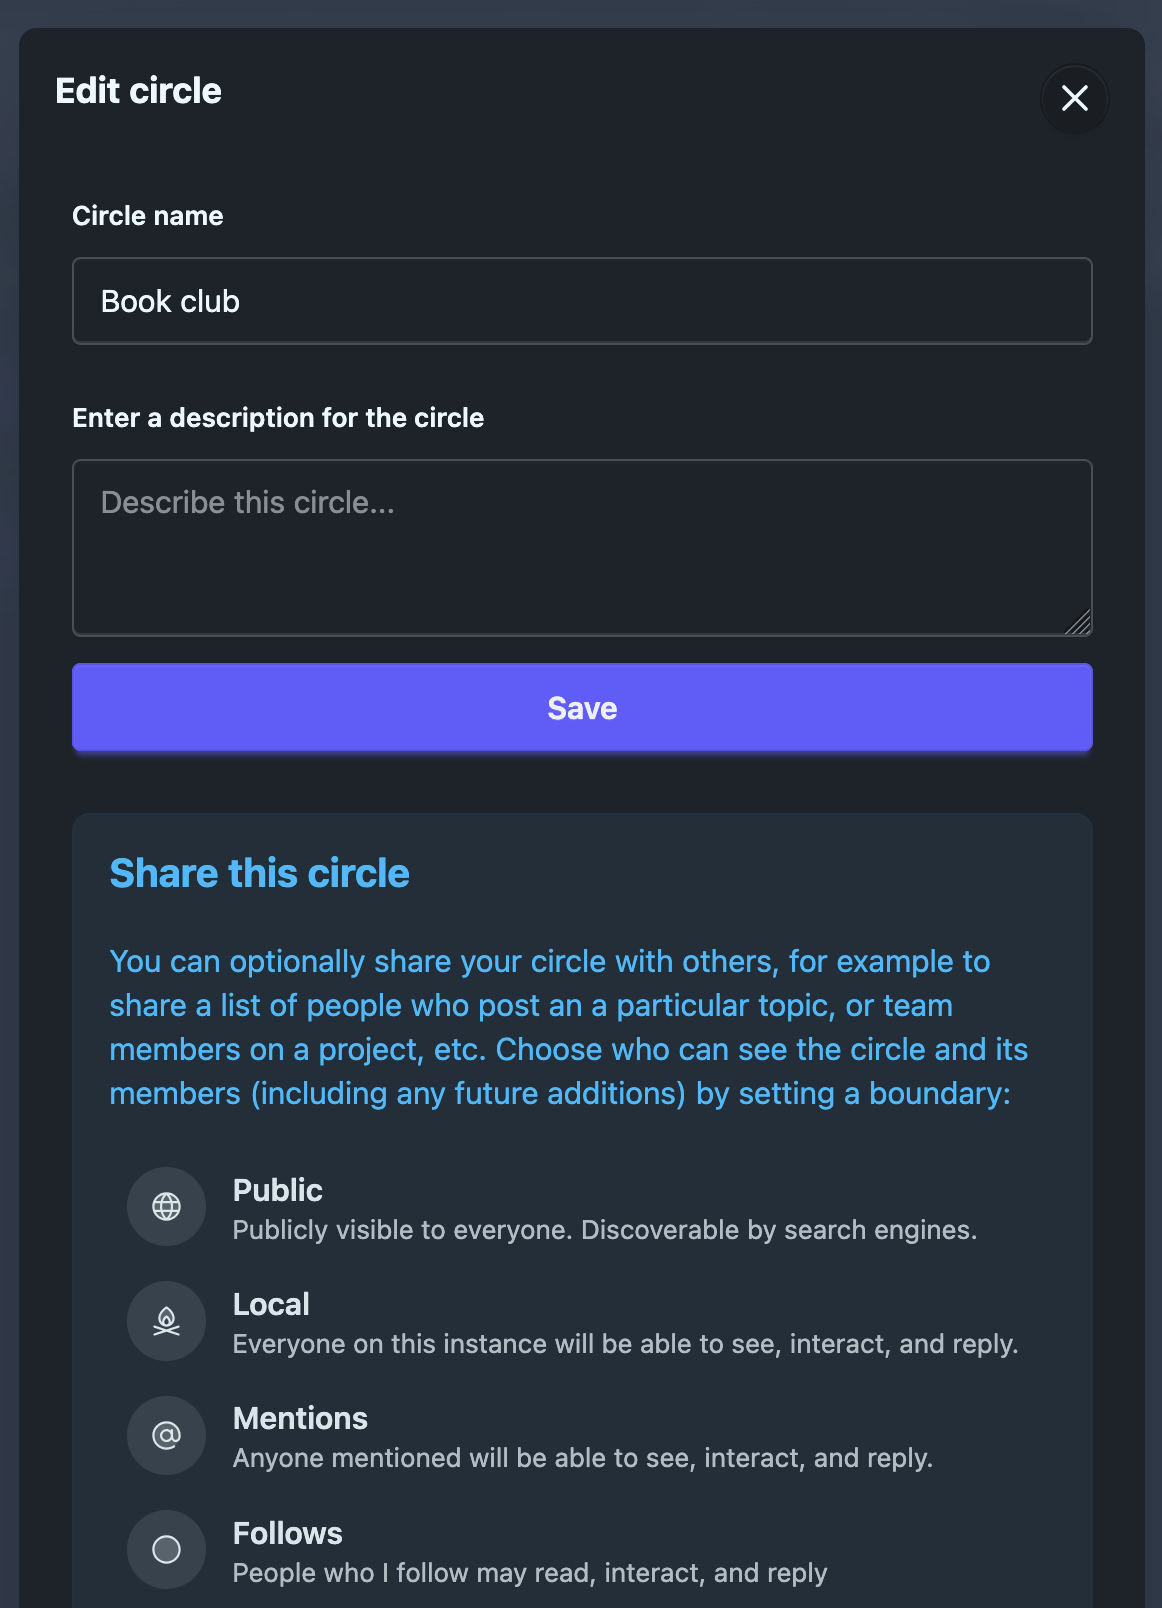 Edit circle
Circle name
Book club
Enter a description for the circle
Describe this circle...
Save
Share this circle
You can optionally share your circle with others, for example to
share a list of people who post an a particular topic, or team
members on a project, etc. Choose who can see the circle and its
members (including any future additions) by setting a boundary:
Public
Publicly visible to everyone. Discoverable by search engines.
Local
Everyone on this instance will be able to see, interact, and reply.
Mentions
Anyone mentioned will be able to see, interact, and reply.
Follows
People who I follow may read, interact, and reply